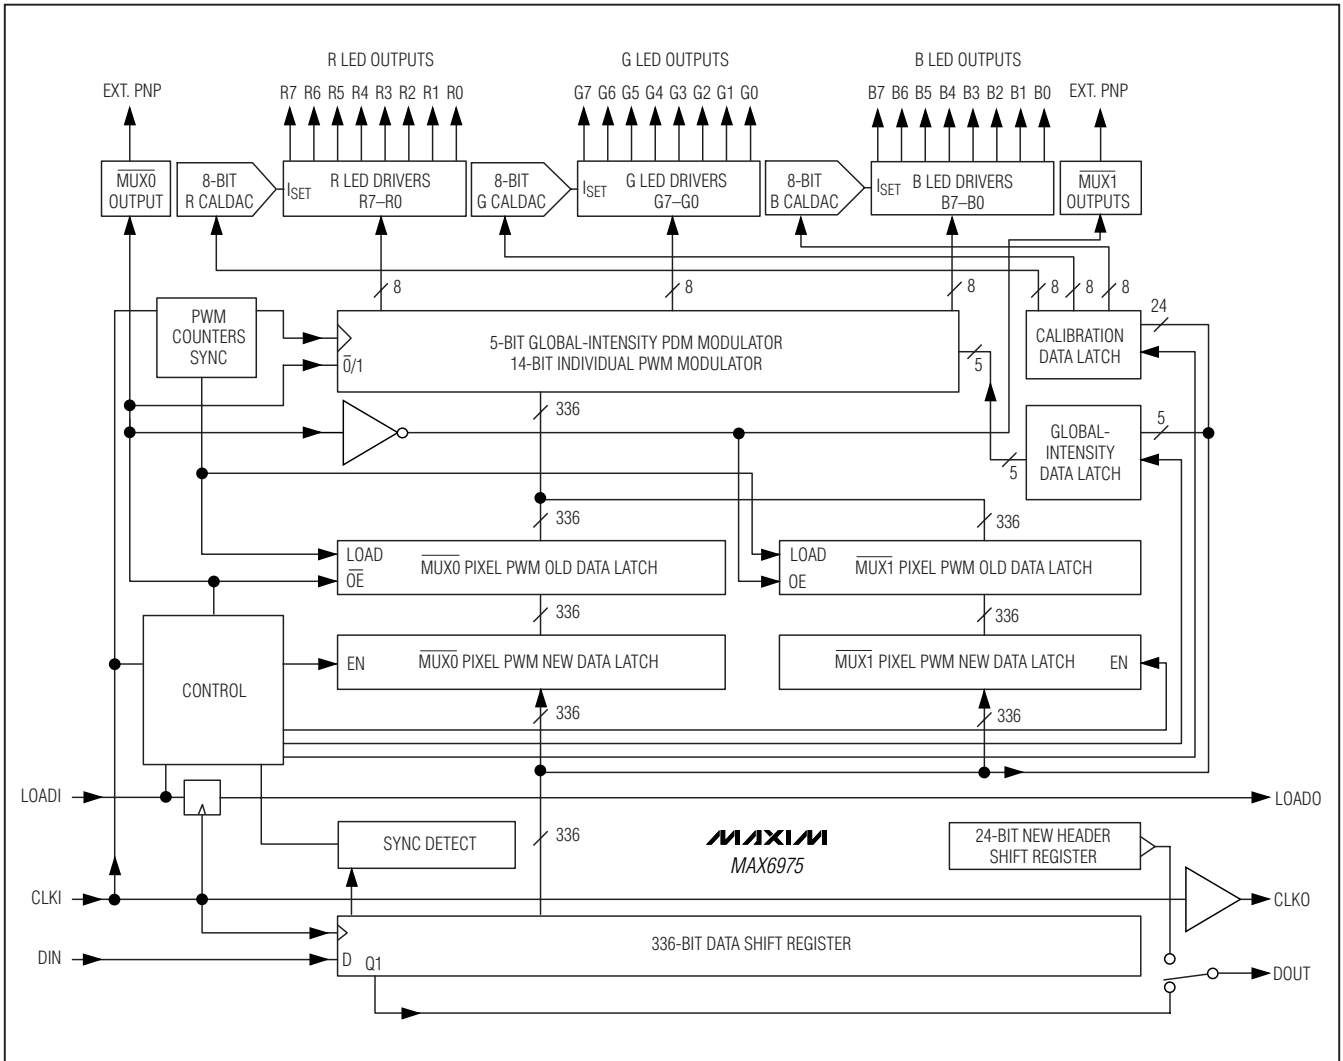 R LED OUTPUTS
G LED OUTPUTS
B LED OUTPUTS
EXT. PNP
R7 R6 R5 R4 R3 R2 R1 R0
G7 G6 G5 G4 G3 G2 G1 G0
B7 B6 B5 B4 B3 B2 B1 B0
EXT. PNP
MUX0
OUTPUT
8-BIT
R CALDAC
ISET
R LED DRIVERS
R7–R0
8-BIT
G CALDAC
ISET
G LED DRIVERS
G7–G0
8-BIT
B CALDAC
ISET
B LED DRIVERS
B7–B0
MUX1
OUTPUTS
8
8
8
8
8
8
24
PWM
COUNTERS
SYNC
0/1
5-BIT GLOBAL-INTENSITY PDM MODULATOR
14-BIT INDIVIDUAL PWM MODULATOR
5
CALIBRATION
DATA LATCH
336
GLOBAL-
INTENSITY
DATA LATCH
5
5
336
336
LOAD
OE
MUX0 PIXEL PWM OLD DATA LATCH
LOAD
OE
MUX1 PIXEL PWM OLD DATA LATCH
336
336
CONTROL
EN
MUX0 PIXEL PWM NEW DATA LATCH
MUX1 PIXEL PWM NEW DATA LATCH
EN
336
336
LOADI
LOADO
SYNC DETECT
336
MAXIM
MAX6975
24-BIT NEW HEADER
SHIFT REGISTER
CLKI
CLKO
DIN
D
Q1
336-BIT DATA SHIFT REGISTER
DOUT